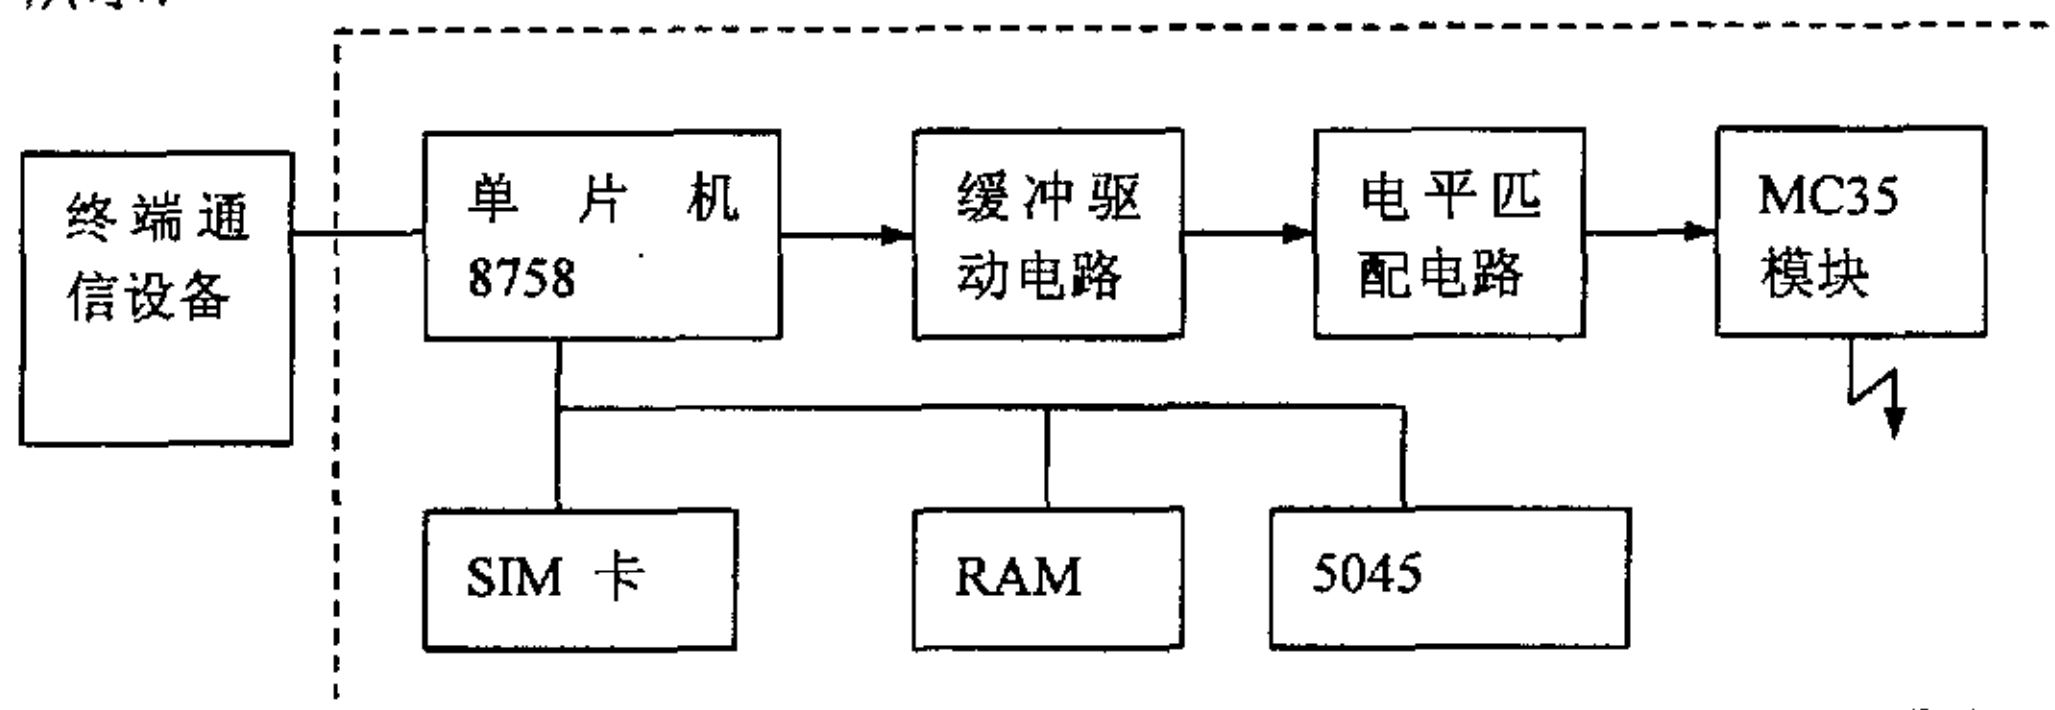 终端通
信设备
单片机
8758
缓冲驱
动电路
电平匹
配电路
MC35
模块
SIM 卡
RAM
5045